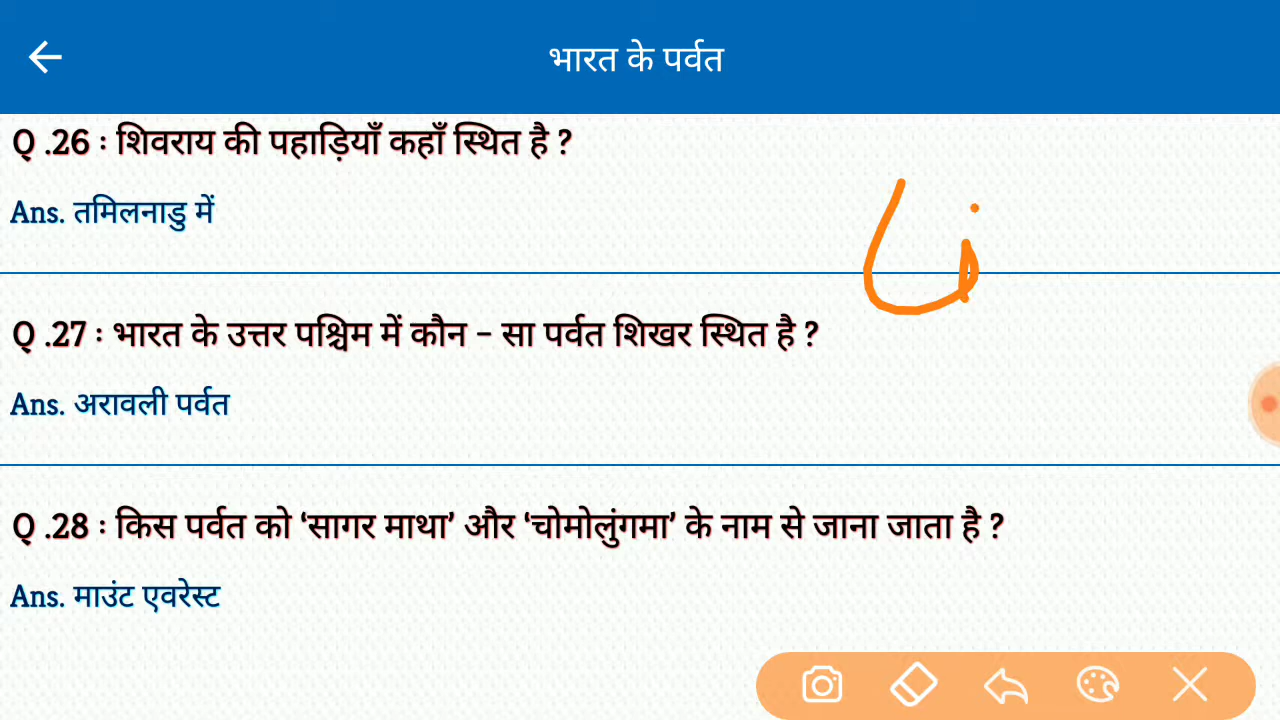 भारत के पर्वत
Q .26 : शिवराय की पहाड़ियाँ कहाँ स्थित है ?
Ans. तमिलनाडु में
Q .27 : भारत के उत्तर पश्चिम में कौन – सा पर्वत शिखर स्थित है ?
Ans. अरावली पर्वत
Q .28 : किस पर्वत को ‘सागर माथा’ और ‘चोमोलुंगमा’ के नाम से जाना जाता है ?
Ans. माउंट एवरेस्ट